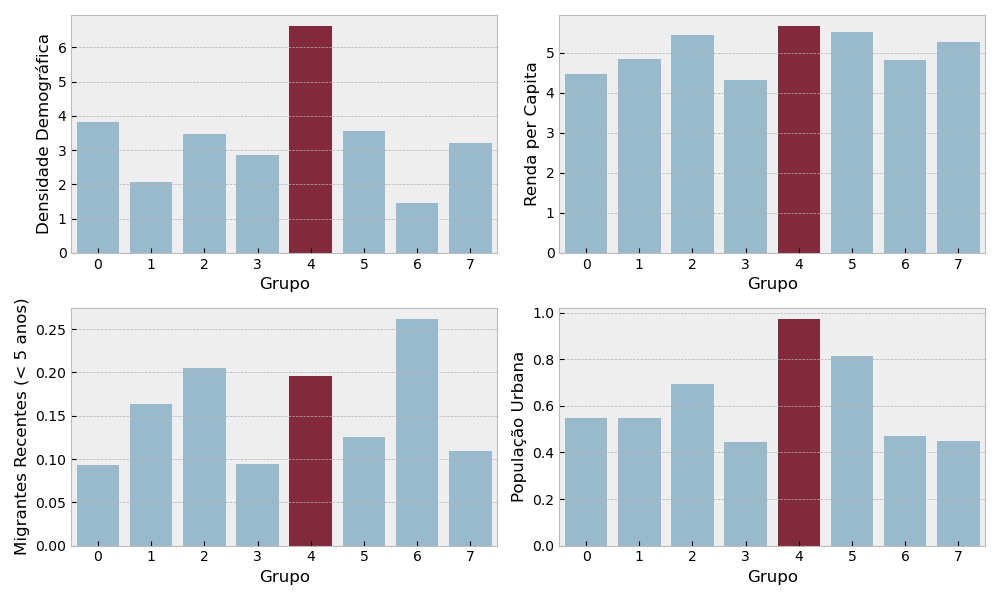 Densidade Demográfica
6
5
4
3
2
1
0
0 1 2 3 4 5 6 7
Grupo
Renda per Capita
5
4
3
2
1
0
0 1 2 3 4 5 6 7
Grupo
Migrantes Recentes (< 5 anos)
0.25
0.20
0.15
0.10
0.05
0.00
0 1 2 3 4 5 6 7
Grupo
População Urbana
1.0
0.8
0.6
0.4
0.2
0.0
0 1 2 3 4 5 6 7
Grupo